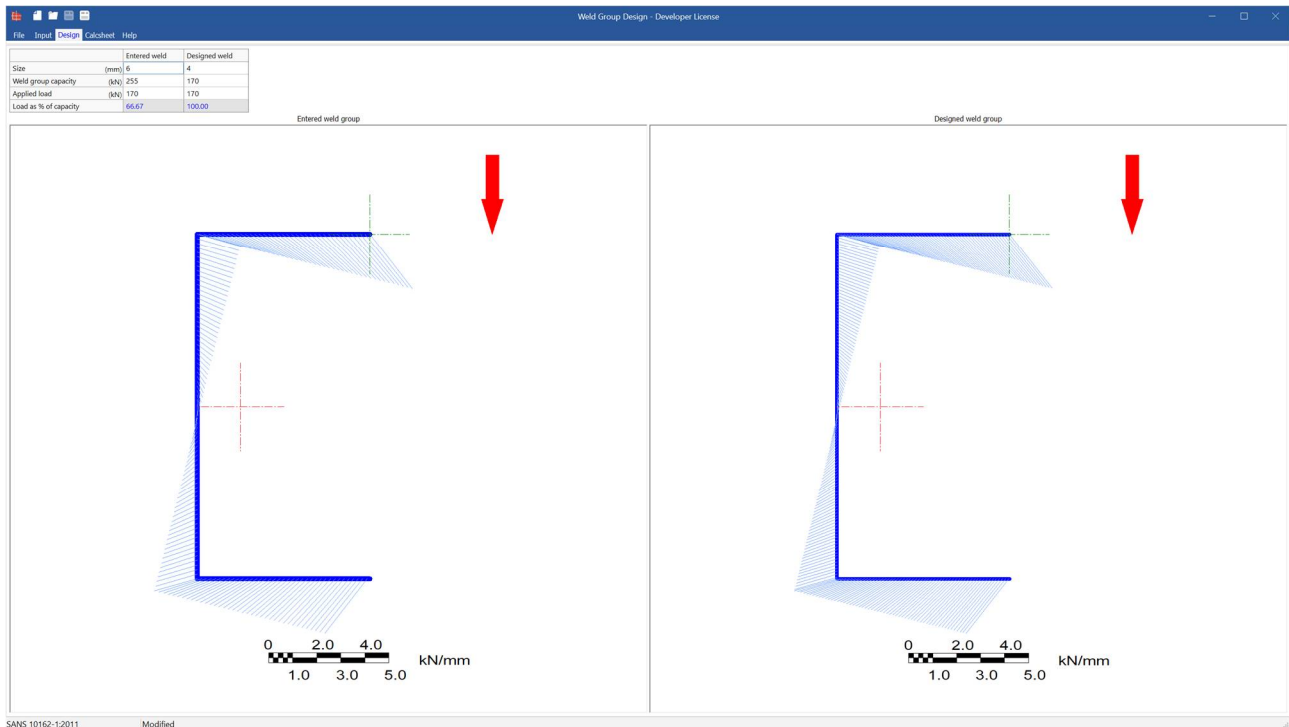 Weld Group Design - Developer License
File Input Design Calcsheet Help
Entered weld Designed weld
Size (mm) 6 4
Weld group capacity (kN) 255 170
Applied load (kN) 170 170
Load as % of capacity 66.67 100.00
Entered weld group Designed weld group
0 2.0 4.0 0 2.0 4.0
kN/mm kN/mm
1.0 3.0 5.0 1.0 3.0 5.0
SANS 10162-1:2011 Modified